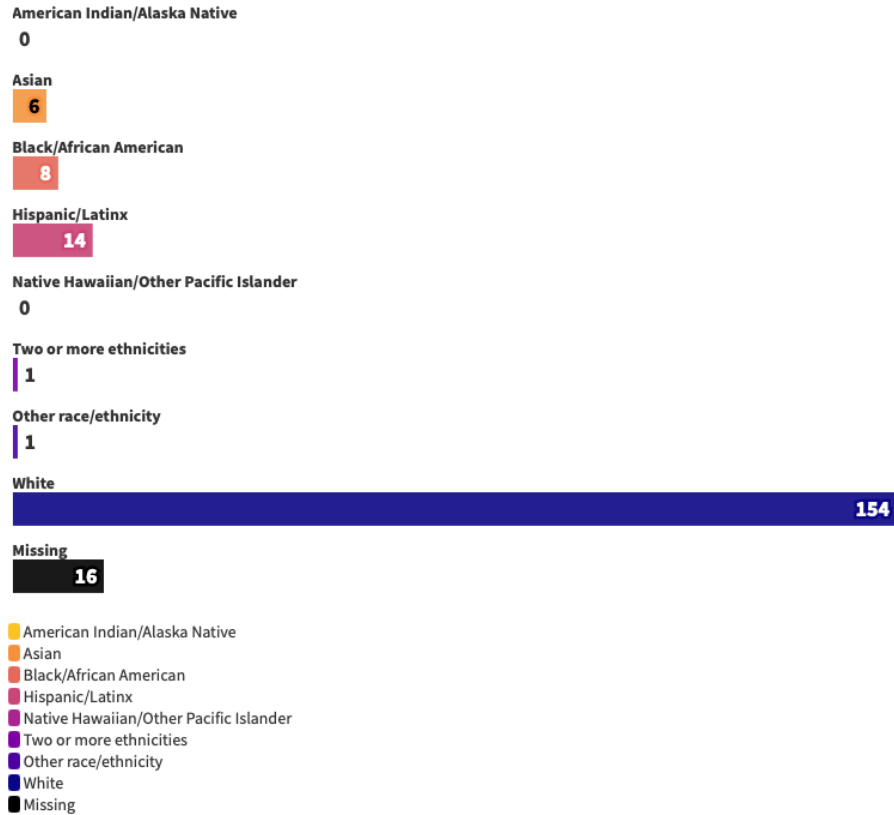 American Indian/Alaska Native
0
Asian
6
Black/African American
8
Hispanic/Latinx
14
Native Hawaiian/Other Pacific Islander
0
Two or more ethnicities
1
Other race/ethnicity
1
White
154
Missing
16
American Indian/Alaska Native
Asian
Black/African American
Hispanic/Latinx
Native Hawaiian/Other Pacific Islander
Two or more ethnicities
Other race/ethnicity
White
Missing